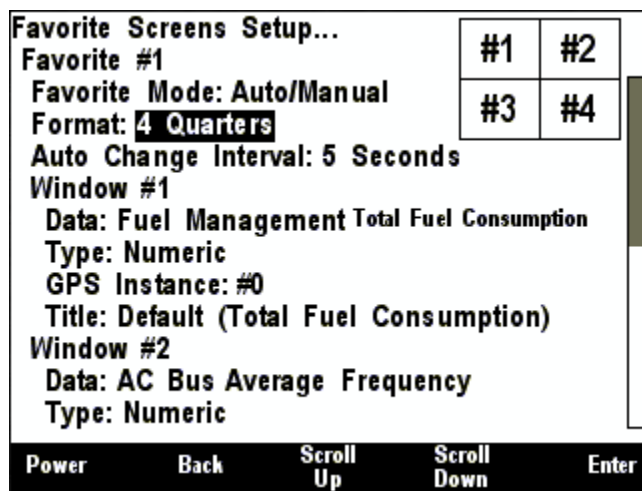 Favorite Screens Setup...
Favorite #1
Favorite Mode: Auto/Manual
Format: 4 Quarters
Auto Change Interval: 5 Seconds
Window #1
Data: Fuel Management Total Fuel Consumption
Type: Numeric
GPS Instance: #0
Title: Default (Total Fuel Consumption)
Window #2
Data: AC Bus Average Frequency
Type: Numeric
#1 #2
#3 #4
Power Back Scroll Up Scroll Down Enter